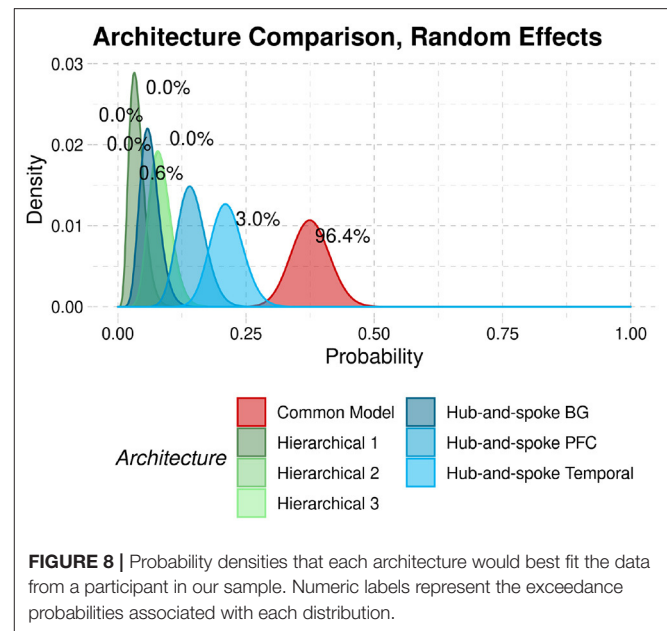 Architecture Comparison, Random Effects
0.03
0.02
0.01
0.00
Density
0.0%
0.0%
0.0%
0.0%
0.6%
3.0%
96.4%
0.00 0.25 0.50 0.75 1.00
Probability
Architecture
Common Model
Hierarchical 1
Hierarchical 2
Hierarchical 3
Hub-and-spoke BG
Hub-and-spoke PFC
Hub-and-spoke Temporal
FIGURE 8 | Probability densities that each architecture would best fit the data
from a participant in our sample. Numeric labels represent the exceedance
probabilities associated with each distribution.